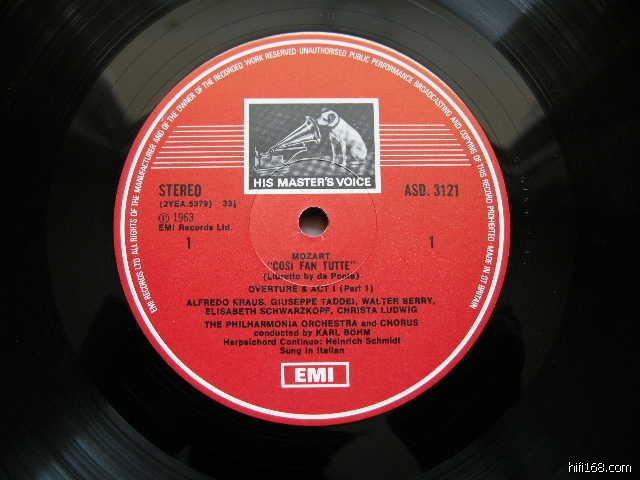 EMI RECORDS LTD ALL RIGHTS OF THE MANUFACTURER AND OF THE OWNER OF THE RECORDED WORK RESERVED UNAUTHORISED PUBLIC PERFORMANCE BROADCASTING AND COPYING OF THIS RECORD PROHIBITED · MADE IN GT BRITAIN
HIS MASTER'S VOICE
STEREO ASD. 3121
(2YEA.5379) 33⅓
℗ 1963
EMI Records Ltd.
1 1
MOZART
"COSI FAN TUTTE"
(Libretto by da Ponte)
OVERTURE & ACT I (Part 1)
ALFREDO KRAUS, GIUSEPPE TADDEI, WALTER BERRY,
ELISABETH SCHWARZKOPF, CHRISTA LUDWIG
THE PHILHARMONIA ORCHESTRA and CHORUS
conducted by KARL BÖHM
Harpsichord Continuo: Heinrich Schmidt
Sung in Italian
EMI
hifi168.com